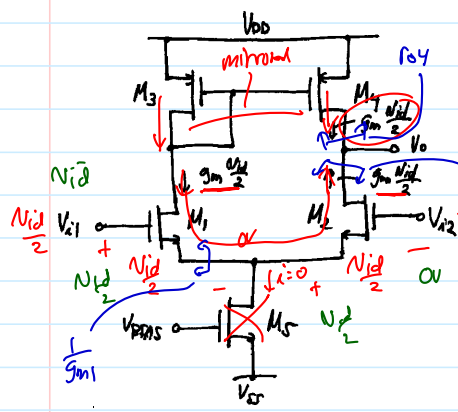 VDD
mirrored
ro4
M3
M4
gm vid/2
Vo
vid
gm vid/2
gm vid/2
vid/2
Vi1
M1
M2
Vi2
+
0V
−
vid/2
vid/2
i=0
vid/2
0V
−
+
vid/2
1/gm1
VBIAS
M5
VSS